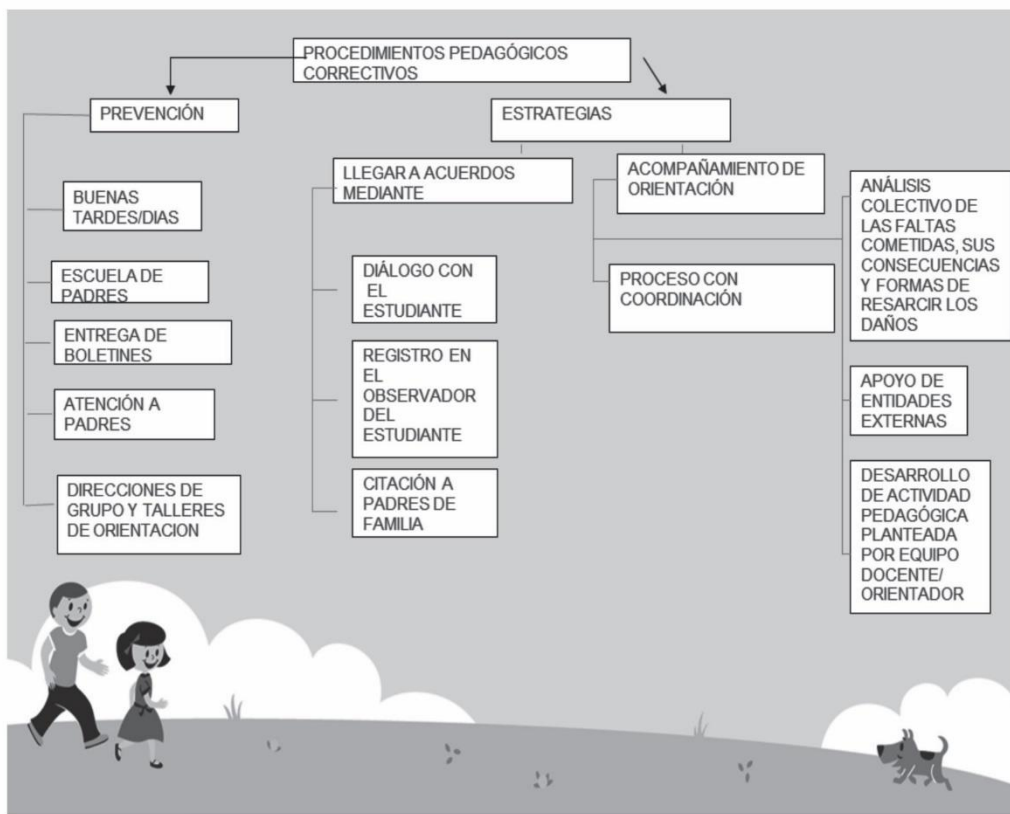 PROCEDIMIENTOS PEDAGÓGICOS
CORRECTIVOS
PREVENCIÓN
BUENAS
TARDES/DIAS
ESCUELA DE
PADRES
ENTREGA DE
BOLETINES
ATENCIÓN A
PADRES
DIRECCIONES DE
GRUPO Y TALLERES
DE ORIENTACION
ESTRATEGIAS
LLEGAR A ACUERDOS
MEDIANTE
DIÁLOGO CON
EL
ESTUDIANTE
REGISTRO EN
EL
OBSERVADOR
DEL
ESTUDIANTE
CITACIÓN A
PADRES DE
FAMILIA
ACOMPAÑAMIENTO DE
ORIENTACIÓN
PROCESO CON
COORDINACIÓN
ANÁLISIS
COLECTIVO DE
LAS FALTAS
COMETIDAS, SUS
CONSECUENCIAS
Y FORMAS DE
RESARCIR LOS
DAÑOS
APOYO DE
ENTIDADES
EXTERNAS
DESARROLLO
DE ACTIVIDAD
PEDAGÓGICA
PLANTEADA
POR EQUIPO
DOCENTE/
ORIENTADOR